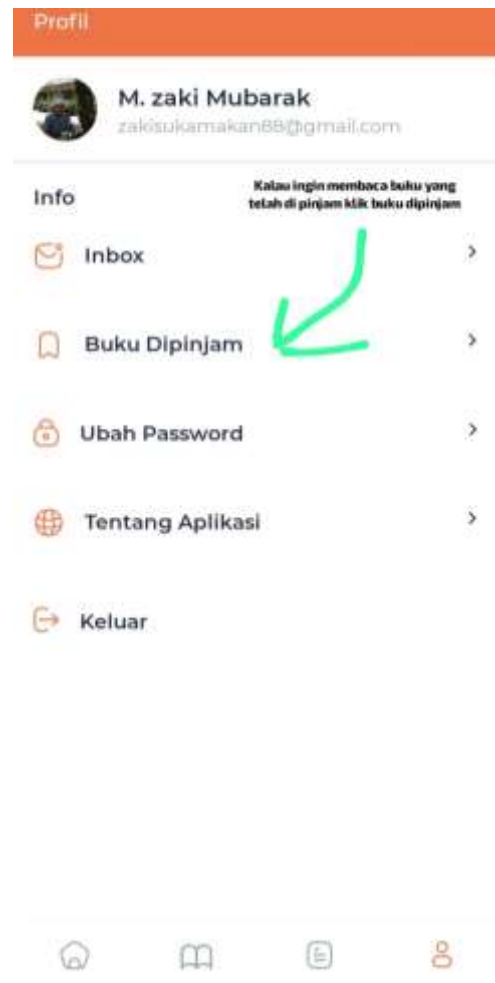 Profil
M. zaki Mubarak
zakisukamakan88@gmail.com
Info
Kalau ingin membaca buku yang
telah di pinjam klik buku dipinjam
Inbox
Buku Dipinjam
Ubah Password
Tentang Aplikasi
Keluar